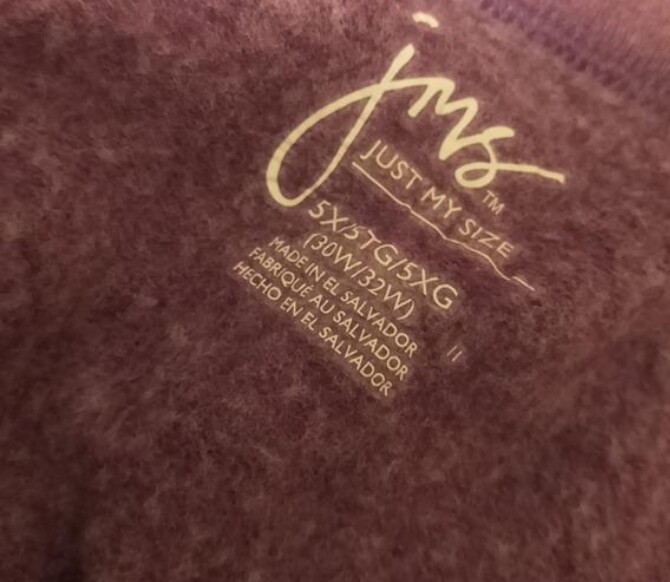 jms
JUST MY SIZE™
5X/5TG/5XG
(30W/32W)
MADE IN EL SALVADOR
FABRIQUÉ AU SALVADOR
HECHO EN EL SALVADOR